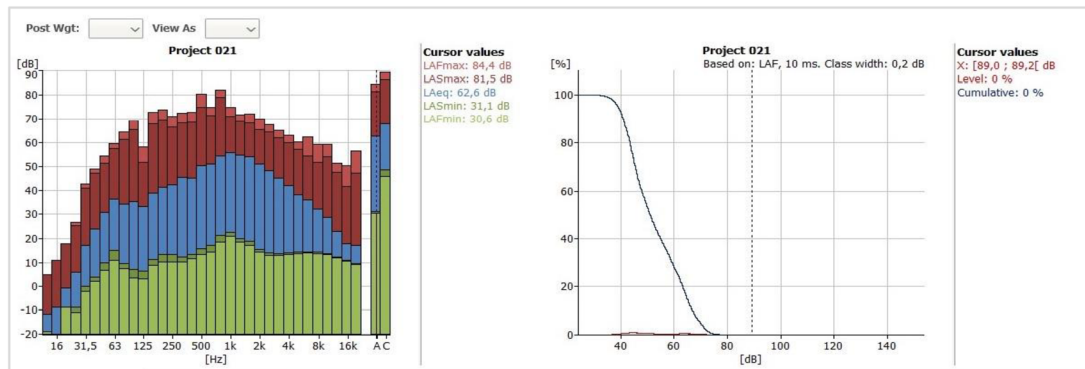 Post Wgt: View As
Project 021
[dB]
90
80
70
60
50
40
30
20
10
0
-10
-20
16 31,5 63 125 250 500 1k 2k 4k 8k 16k A C
[Hz]
Cursor values
LAFmax: 84,4 dB
LASmax: 81,5 dB
LAeq: 62,6 dB
LASmin: 31,1 dB
LAFmin: 30,6 dB
Project 021
[%] Based on: LAF, 10 ms. Class width: 0,2 dB
100
80
60
40
20
0
40 60 80 100 120 140
[dB]
Cursor values
X: [89,0 ; 89,2[ dB
Level: 0 %
Cumulative: 0 %